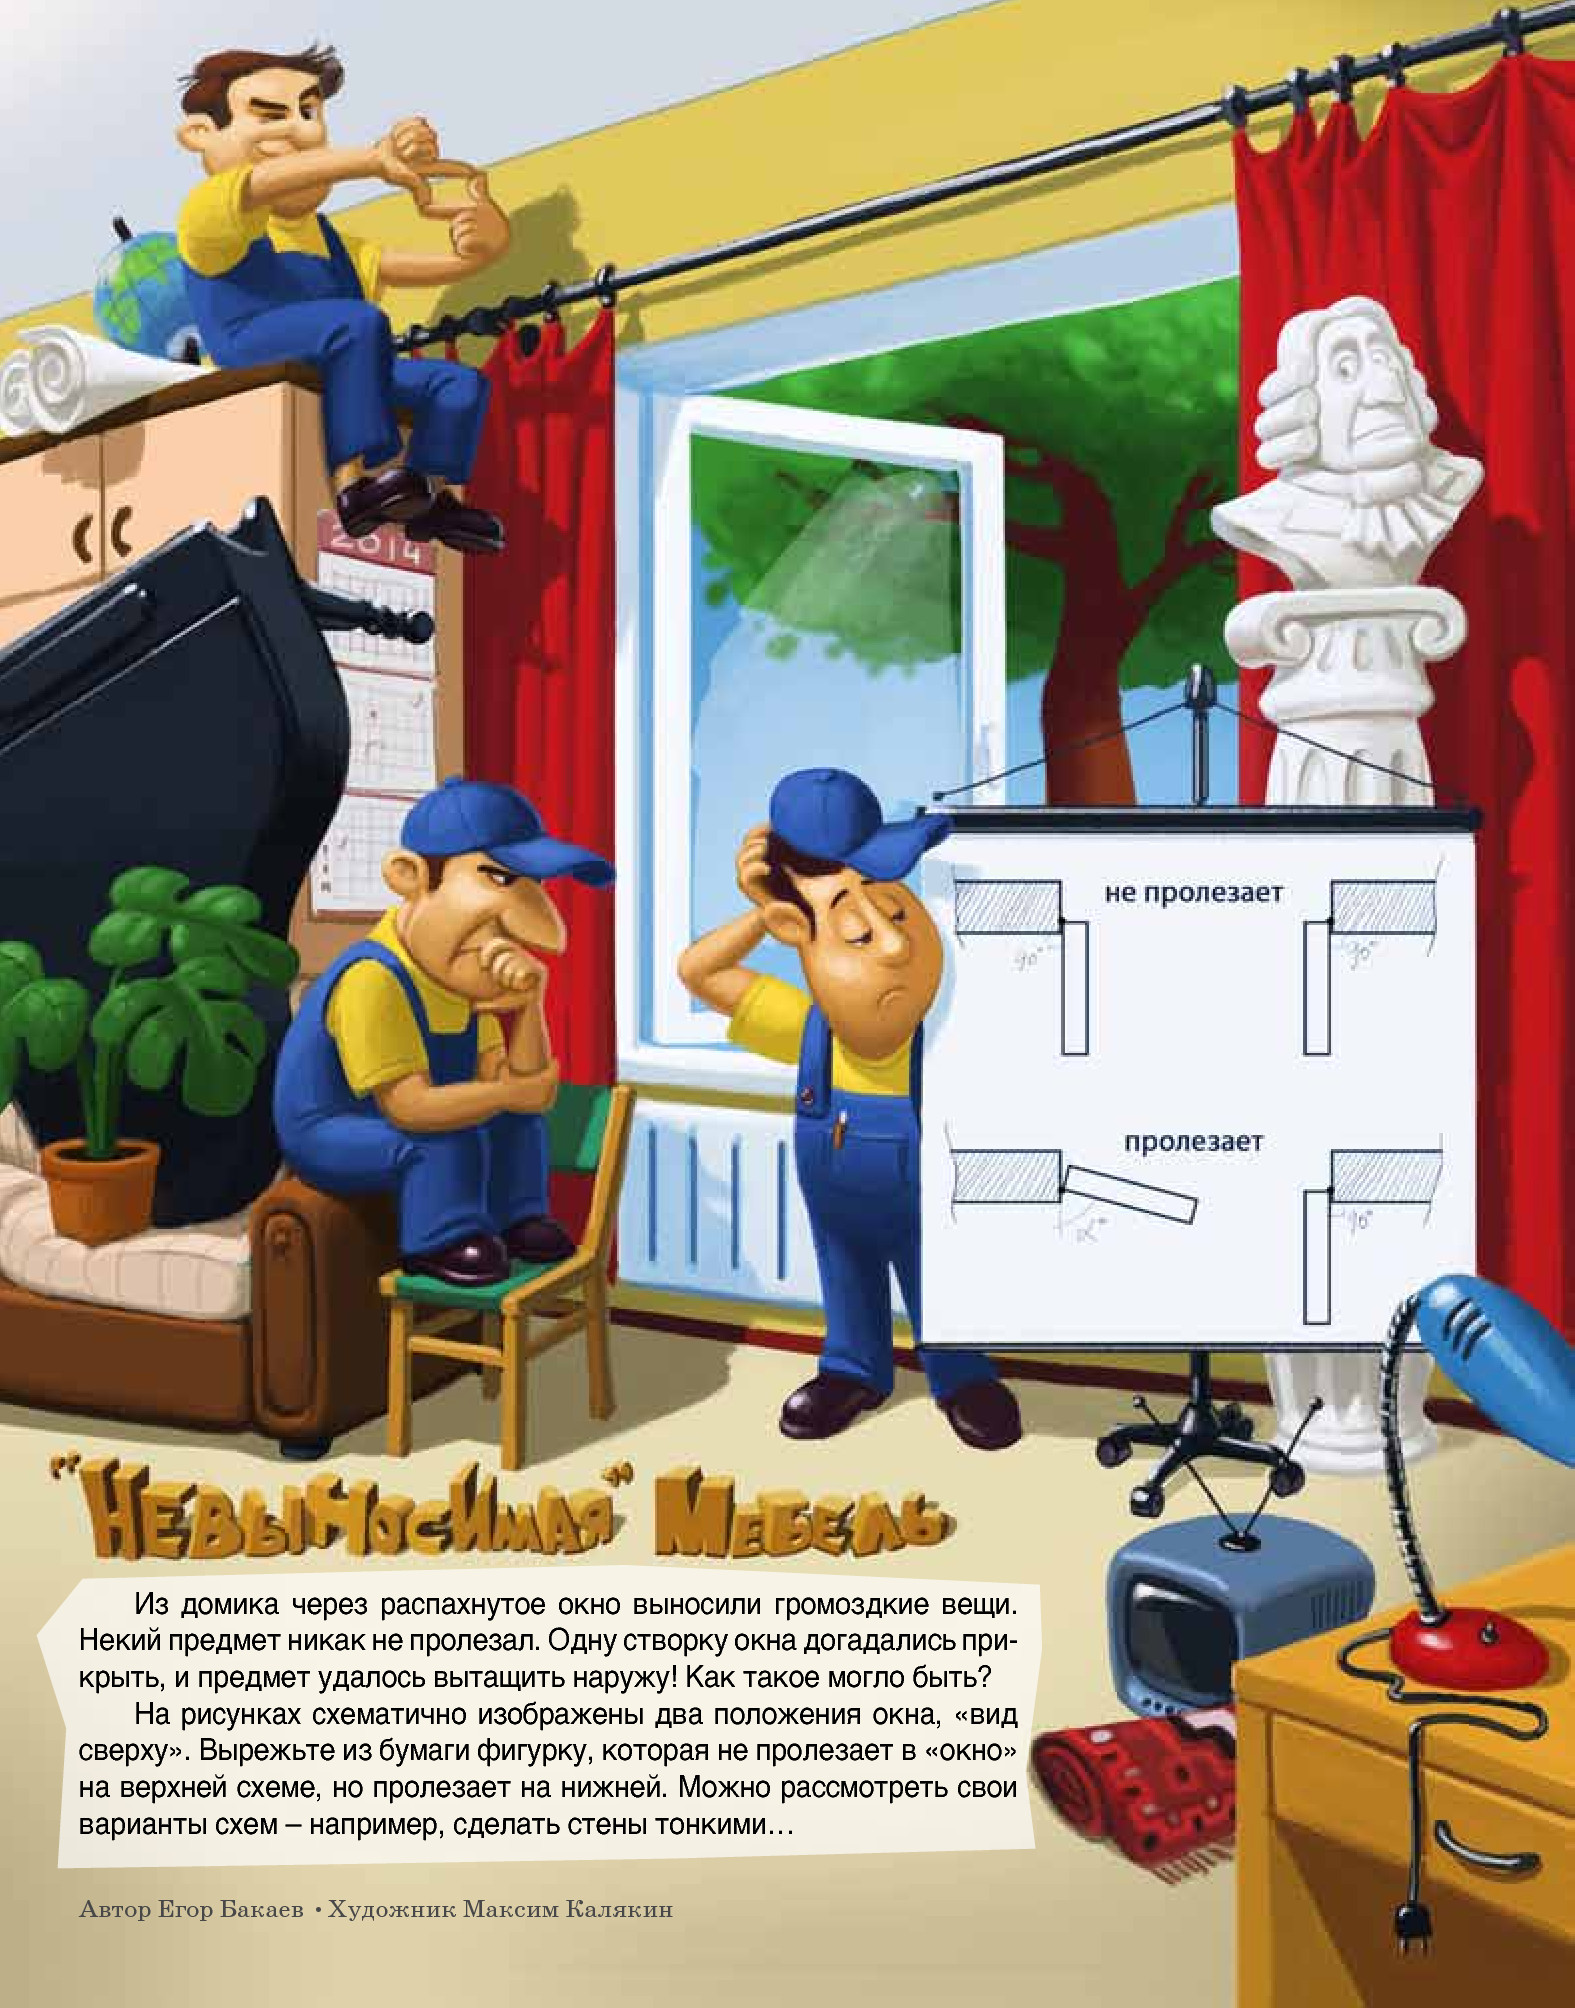 2014
не пролезает
90°
90°
пролезает
α°
90°
"Невыносимая" Мебель
Из домика через распахнутое окно выносили громоздкие вещи.
Некий предмет никак не пролезал. Одну створку окна догадались при-
крыть, и предмет удалось вытащить наружу! Как такое могло быть?
На рисунках схематично изображены два положения окна, «вид
сверху». Вырежьте из бумаги фигурку, которая не пролезает в «окно»
на верхней схеме, но пролезает на нижней. Можно рассмотреть свои
варианты схем – например, сделать стены тонкими…
Автор Егор Бакаев • Художник Максим Калякин